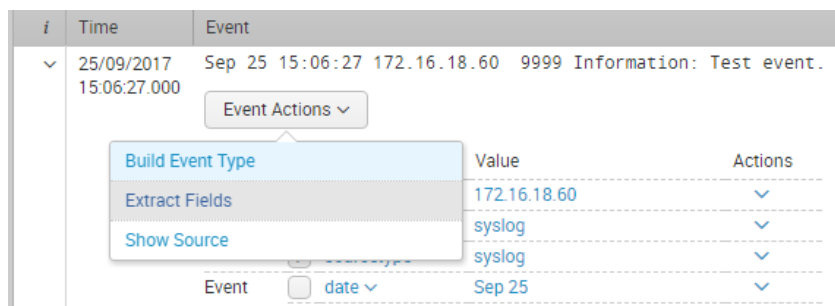 i Time Event
25/09/2017 Sep 25 15:06:27 172.16.18.60 9999 Information: Test event.
15:06:27.000
Event Actions
Build Event Type Value Actions
Extract Fields 172.16.18.60
syslog
Show Source
sourcetype syslog
Event date Sep 25